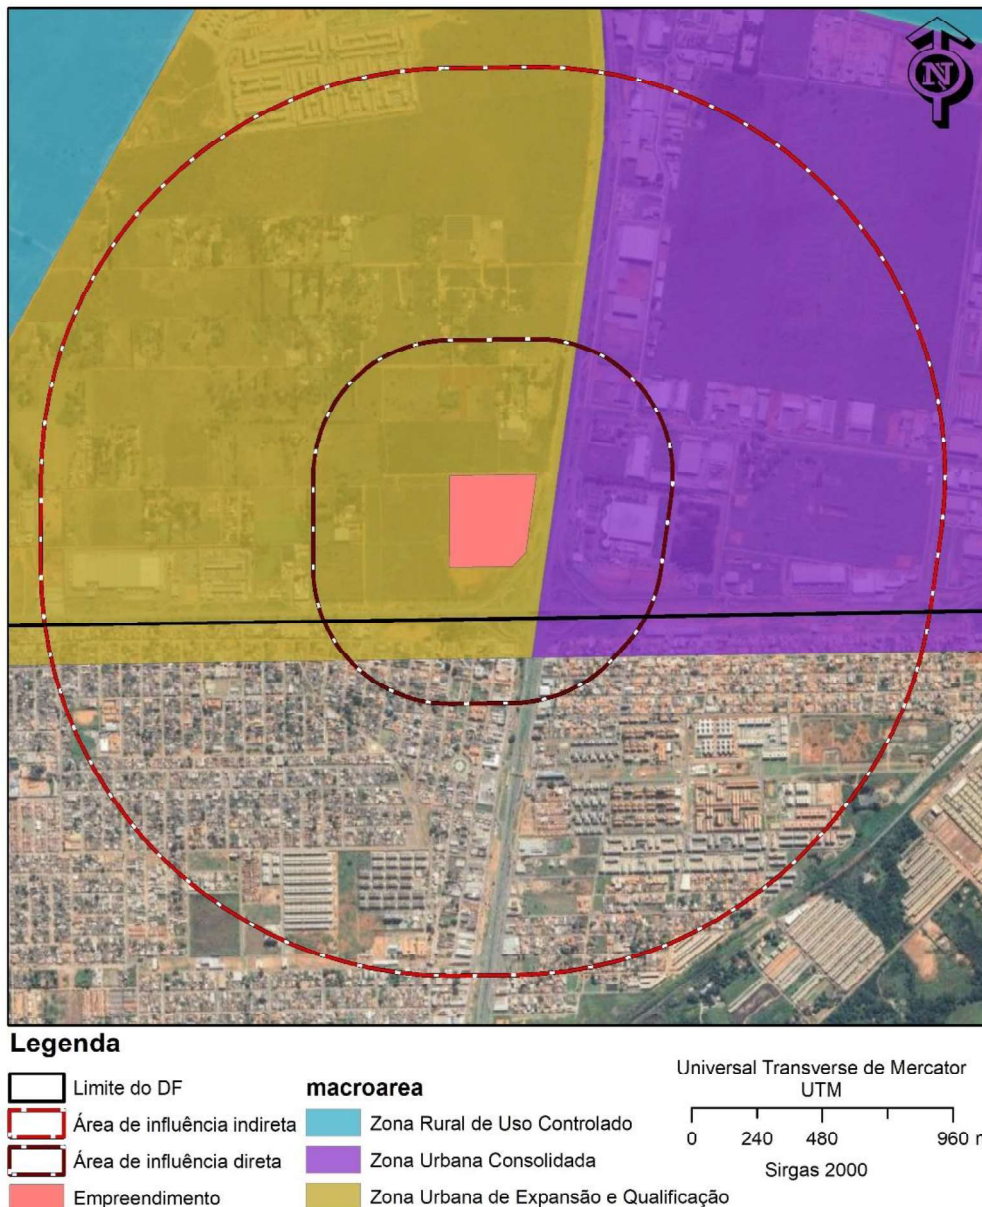 N
Legenda
Limite do DF
Área de influência indireta
Área de influência direta
Empreendimento
macroarea
Zona Rural de Uso Controlado
Zona Urbana Consolidada
Zona Urbana de Expansão e Qualificação
Universal Transverse de Mercator
UTM
0 240 480 960 m
Sirgas 2000